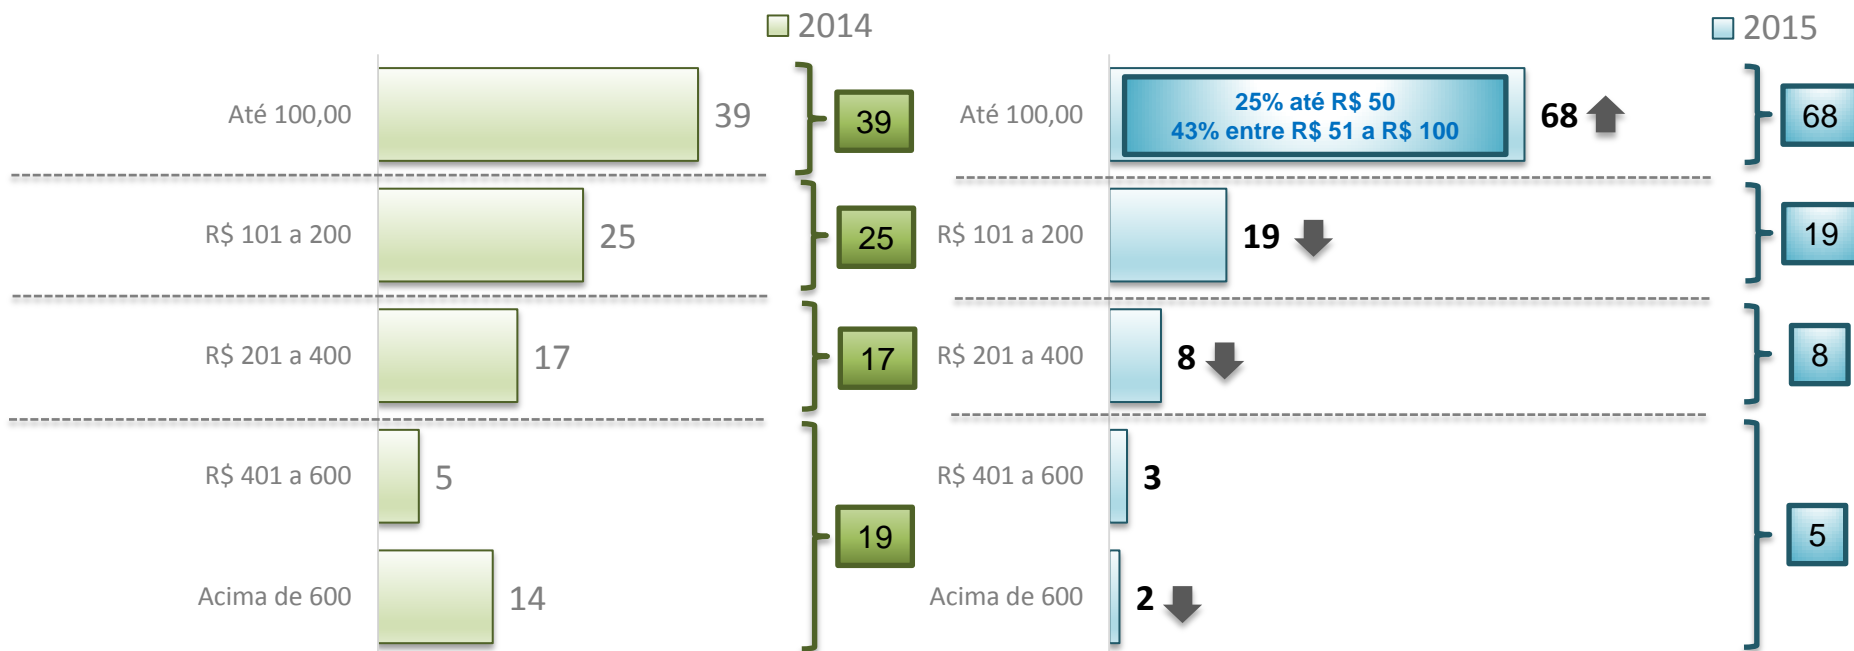 2014
Até 100,00
39
39
R$ 101 a 200
25
25
R$ 201 a 400
17
17
R$ 401 a 600
5
19
Acima de 600
14
2015
Até 100,00
25% até R$ 50
43% entre R$ 51 a R$ 100
68
68
R$ 101 a 200
19
19
R$ 201 a 400
8
8
R$ 401 a 600
3
5
Acima de 600
2